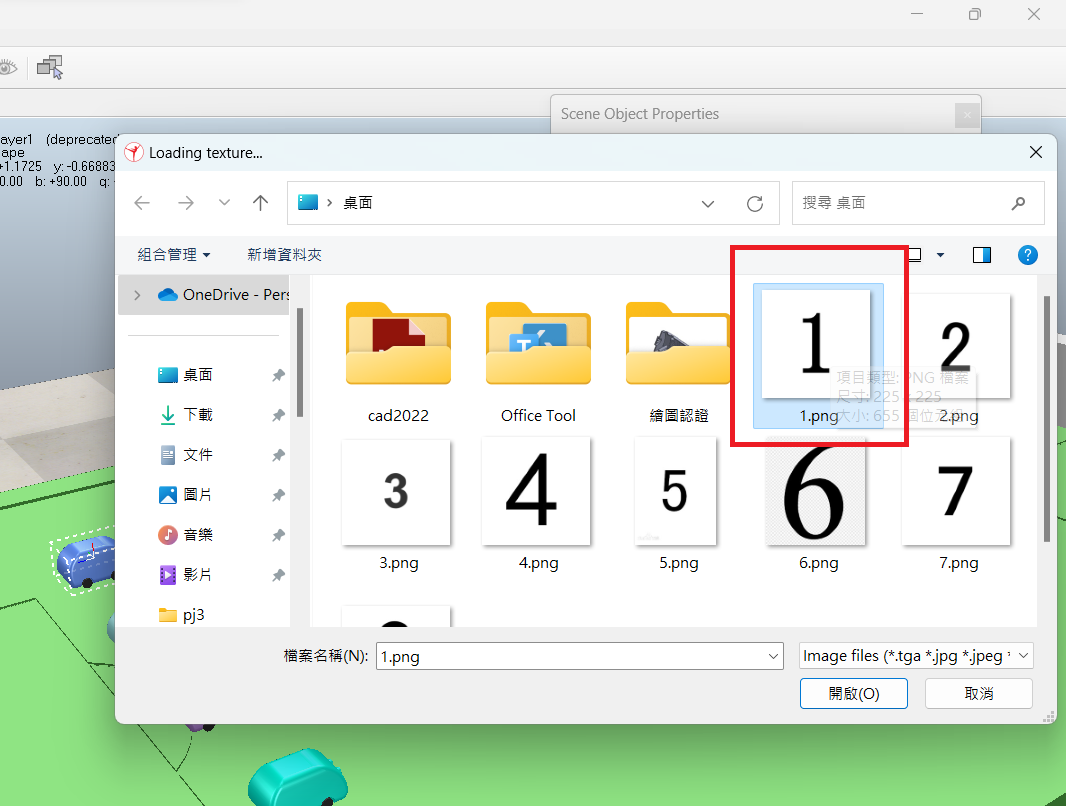 Scene Object Properties
ayer1 (deprecated
ape
+1.1725 y: -0.66883
0.00 b: +90.00 q: -
Loading texture...
桌面
搜尋 桌面
組合管理
新增資料夾
OneDrive - Pers
桌面
下載
文件
圖片
音樂
影片
pj3
1
2
項目類型: PNG 檔案
尺寸: 225 x 225
大小: 655 個位元組
cad2022
Office Tool
繪圖認證
1.png
2.png
3
4
5
6
7
3.png
4.png
5.png
6.png
7.png
檔案名稱(N):
1.png
Image files (*.tga *.jpg *.jpeg *
開啟(O)
取消